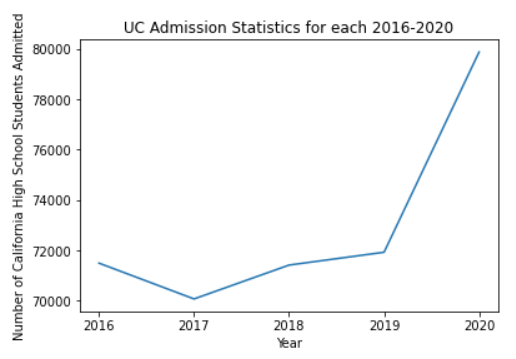 UC Admission Statistics for each 2016-2020
Number of California High School Students Admitted
80000
78000
76000
74000
72000
70000
2016 2017 2018 2019 2020
Year